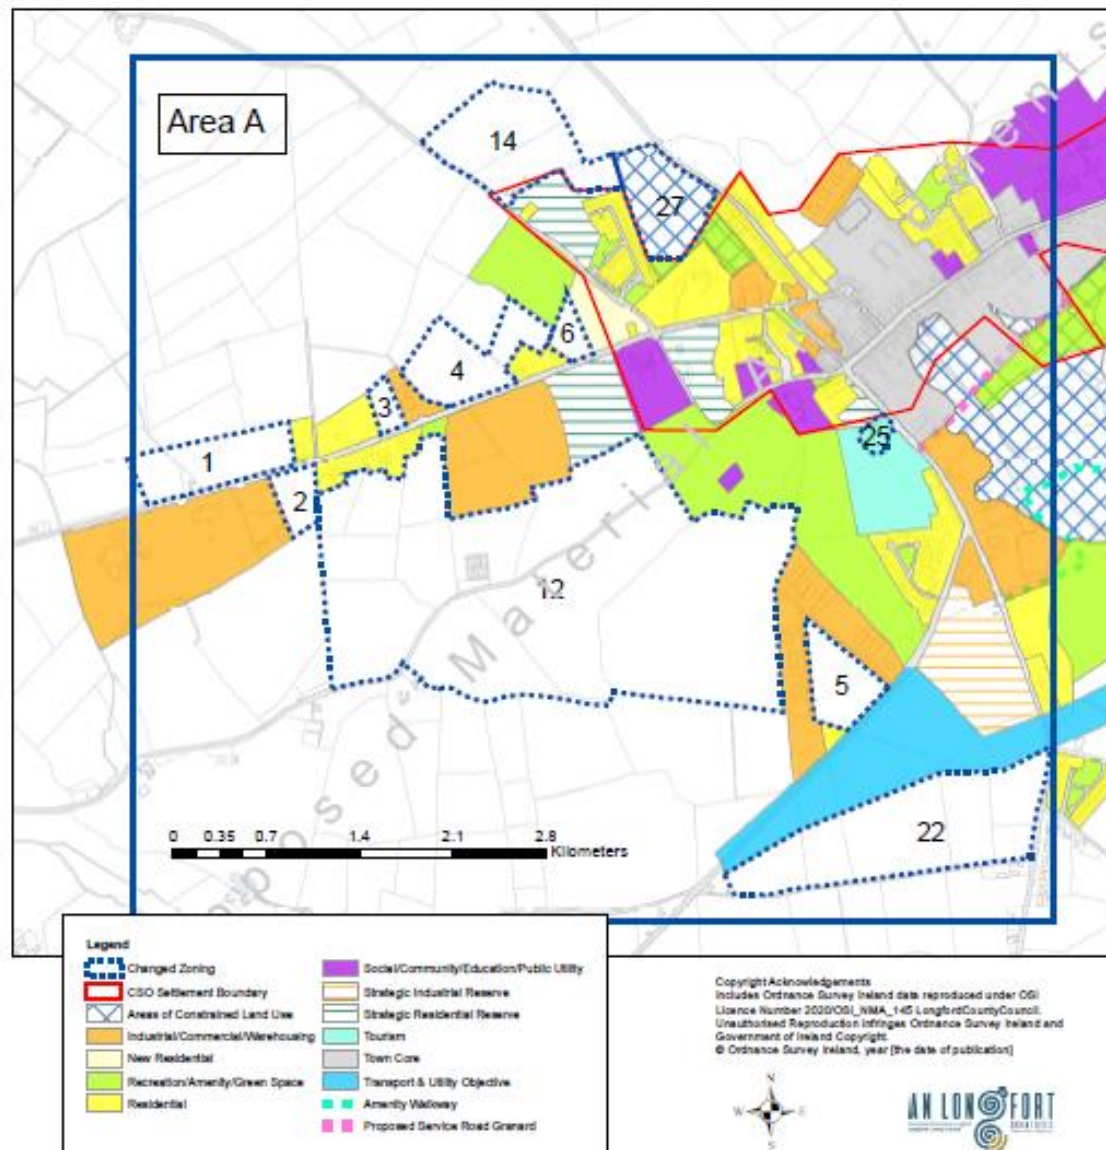 Area A
14
27
6
4
3
25
1
2
12
5
22
Proposed Material Amendments
0 0.35 0.7 1.4 2.1 2.8
Kilometers
Legend
Changed Zoning
CSO Settlement Boundary
Areas of Constrained Land Use
Industrial/Commercial/Warehousing
New Residential
Recreation/Amenity/Green Space
Residential
Social/Community/Education/Public Utility
Strategic Industrial Reserve
Strategic Residential Reserve
Tourism
Town Core
Transport & Utility Objective
Amenity Walkway
Proposed Service Road Granard
Copyright Acknowledgements
Includes Ordnance Survey Ireland data reproduced under OSi
Licence Number 2020/OSi_NMA_145 LongfordCountyCouncil.
Unauthorised Reproduction infringes Ordnance Survey Ireland and
Government of Ireland Copyright.
© Ordnance Survey Ireland, year [the date of publication]
N
W E
S
AN LONGFORT